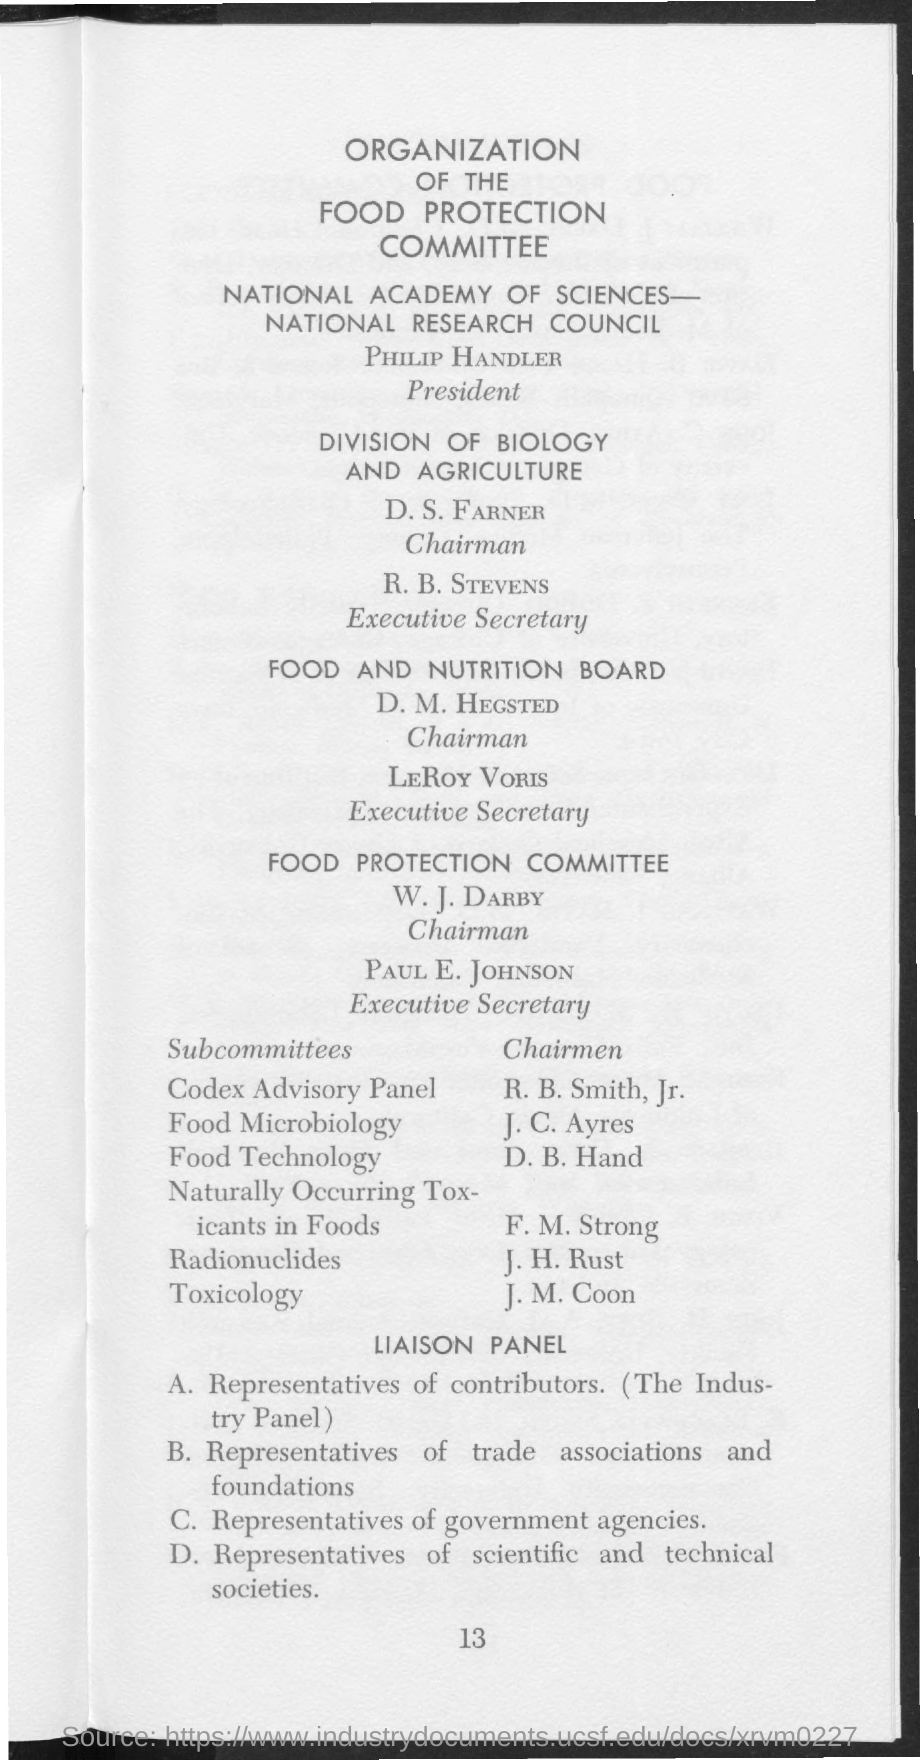 ORGANIZATION
OF THE
FOOD PROTECTION
COMMITTEE
NATIONAL ACADEMY OF SCIENCES—
NATIONAL RESEARCH COUNCIL
PHILIP HANDLER
President
DIVISION OF BIOLOGY
AND AGRICULTURE
D. S. FARNER
Chairman
R. B. STEVENS
Executive Secretary
FOOD AND NUTRITION BOARD
D. M. HEGSTED
Chairman
LEROY VORIS
Executive Secretary
FOOD PROTECTION COMMITTEE
W. J. DARBY
Chairman
PAUL E. JOHNSON
Executive Secretary
Subcommittees Chairmen
Codex Advisory Panel R. B. Smith, Jr.
Food Microbiology J. C. Ayres
Food Technology D. B. Hand
Naturally Occurring Tox-
icants in Foods F. M. Strong
Radionuclides J. H. Rust
Toxicology J. M. Coon
LIAISON PANEL
A. Representatives of contributors. (The Indus-
try Panel)
B. Representatives of trade associations and
foundations
C. Representatives of government agencies.
D. Representatives of scientific and technical
societies.
13
Source: https://www.industrydocuments.ucsf.edu/docs/xrvm0227